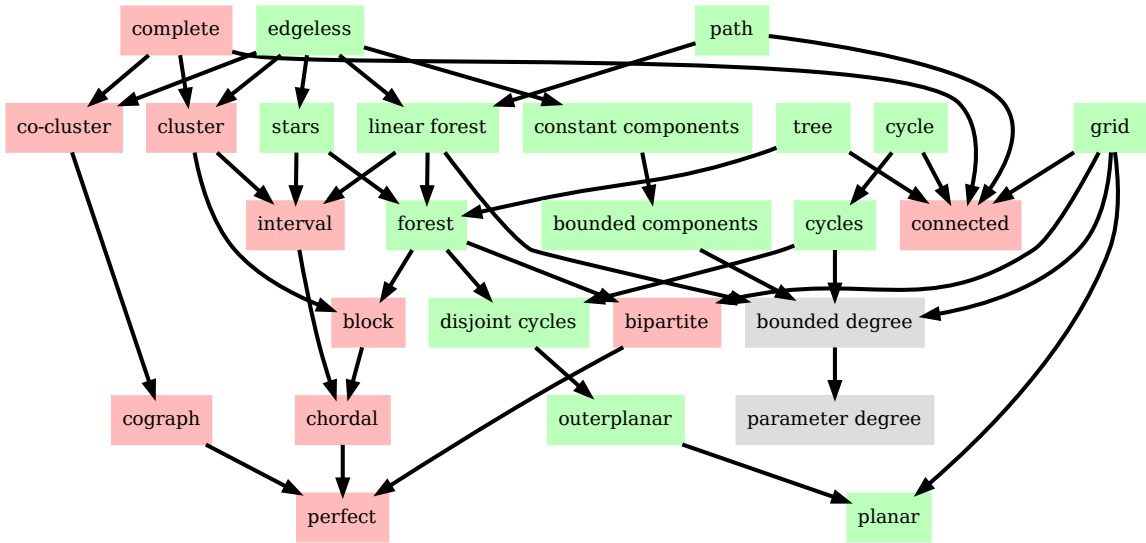 complete
edgeless
path
co-cluster
cluster
stars
linear forest
constant components
tree
cycle
grid
interval
forest
bounded components
cycles
connected
block
disjoint cycles
bipartite
bounded degree
cograph
chordal
outerplanar
parameter degree
perfect
planar